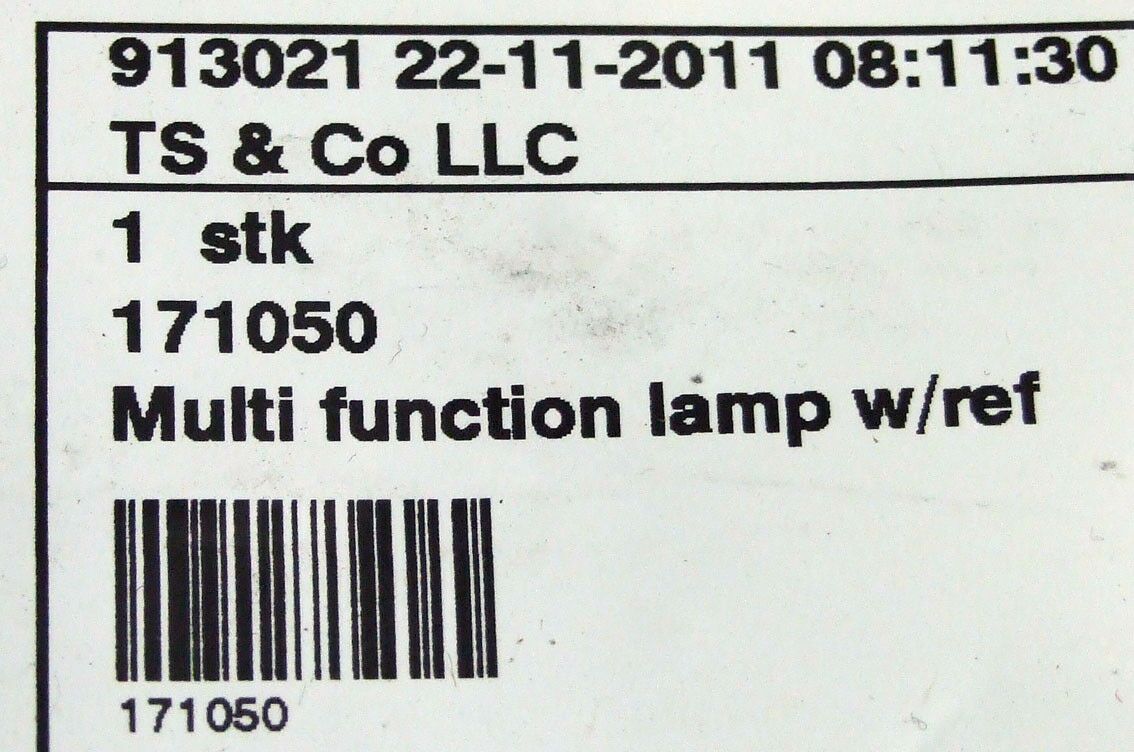 913021 22-11-2011 08:11:30
TS & Co LLC
1 stk
171050
Multi function lamp w/ref
171050